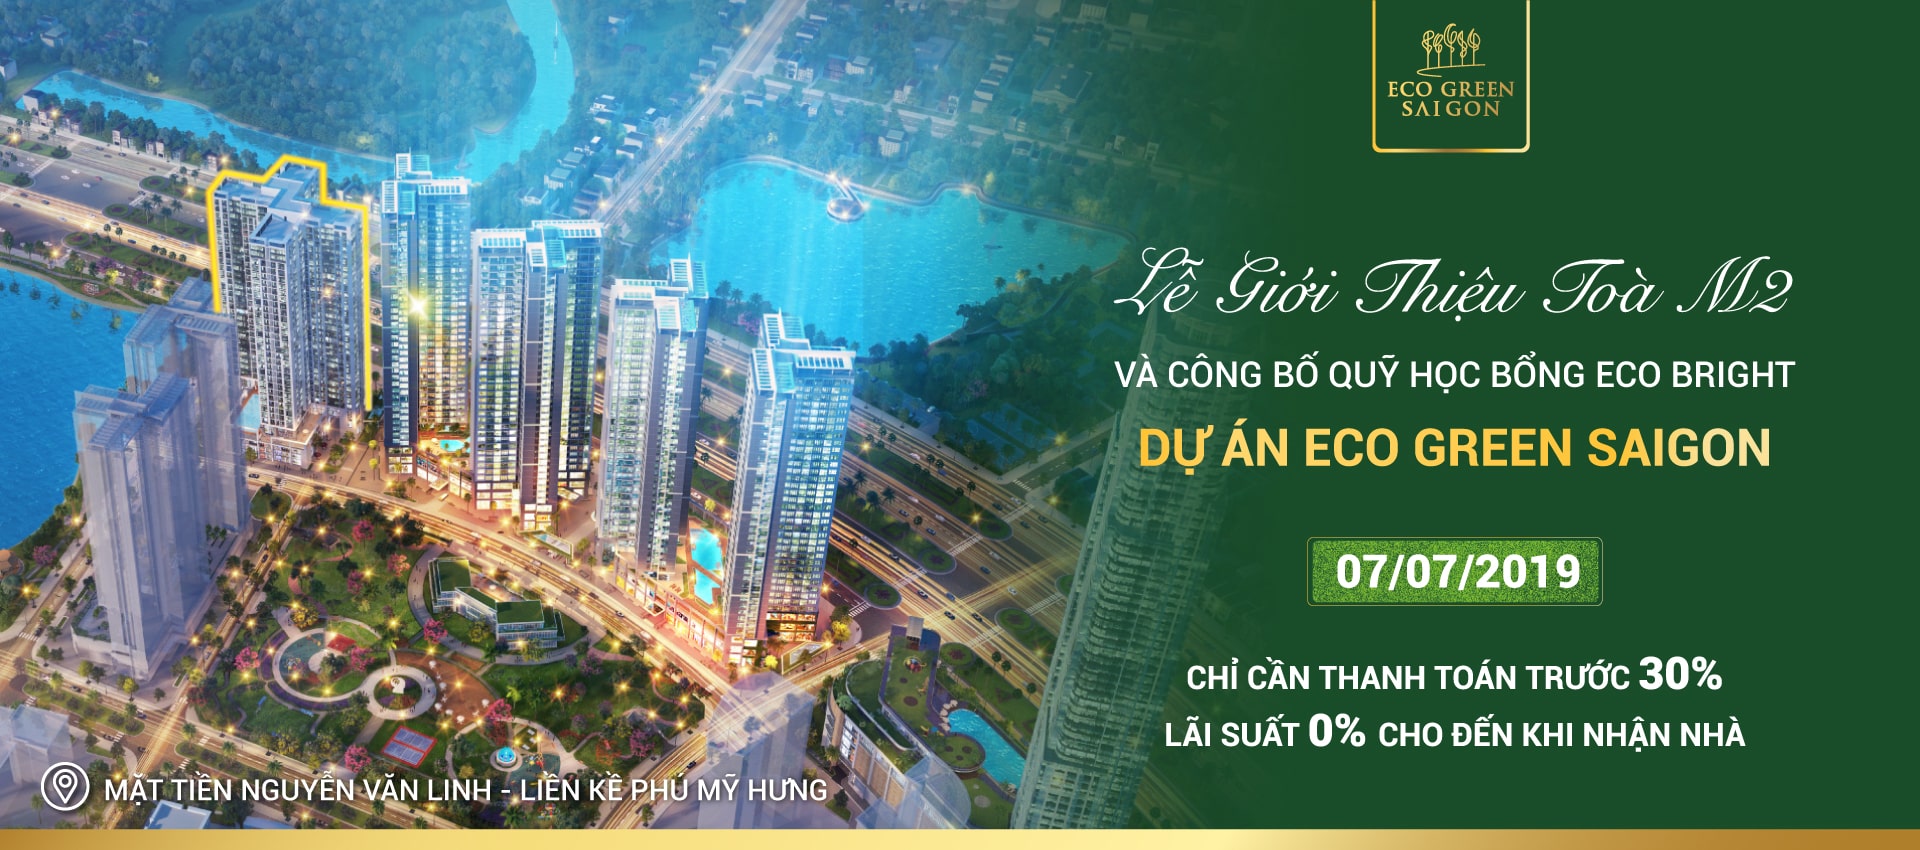 ECO GREEN
SAIGON
Lễ Giới Thiệu Toà M2
VÀ CÔNG BỐ QUỸ HỌC BỔNG ECO BRIGHT
DỰ ÁN ECO GREEN SAIGON
07/07/2019
CHỈ CẦN THANH TOÁN TRƯỚC 30%
LÃI SUẤT 0% CHO ĐẾN KHI NHẬN NHÀ
MẶT TIỀN NGUYỄN VĂN LINH - LIỀN KỀ PHÚ MỸ HƯNG